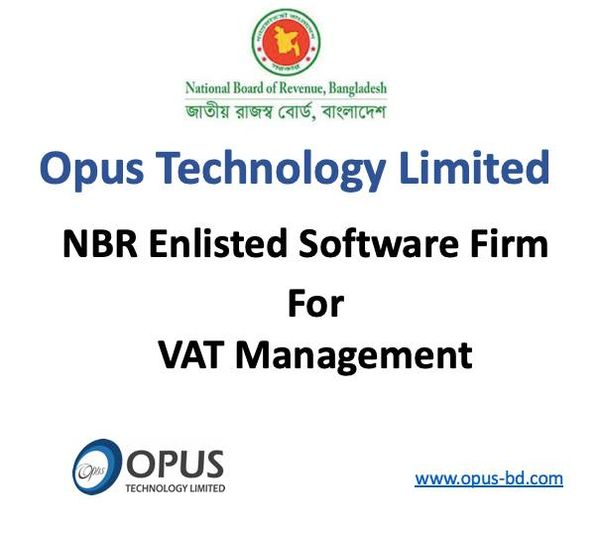 National Board of Revenue, Bangladesh
জাতীয় রাজস্ব বোর্ড, বাংলাদেশ
Opus Technology Limited
NBR Enlisted Software Firm
For
VAT Management
Opus
OPUS
TECHNOLOGY LIMITED
www.opus-bd.com